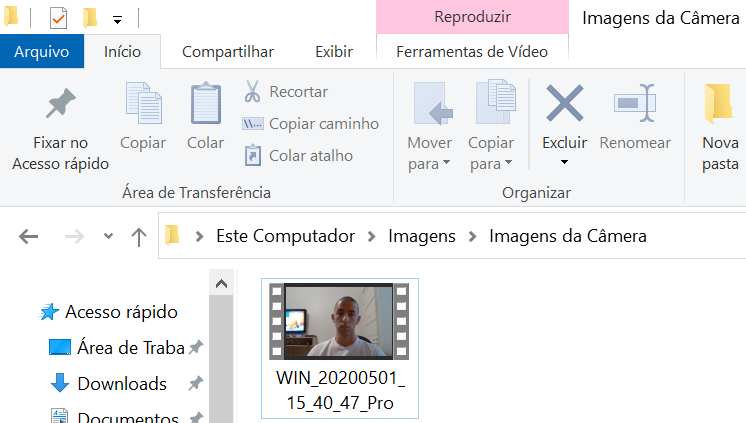 Reproduzir
Imagens da Câmera
Arquivo
Início
Compartilhar
Exibir
Ferramentas de Vídeo
Fixar no
Acesso rápido
Copiar
Colar
Recortar
Copiar caminho
Colar atalho
Mover
para
Copiar
para
Excluir
Renomear
Nova
pasta
Área de Transferência
Organizar
Este Computador
Imagens
Imagens da Câmera
Acesso rápido
Área de Traba
Downloads
Documentos
WIN_20200501_
15_40_47_Pro